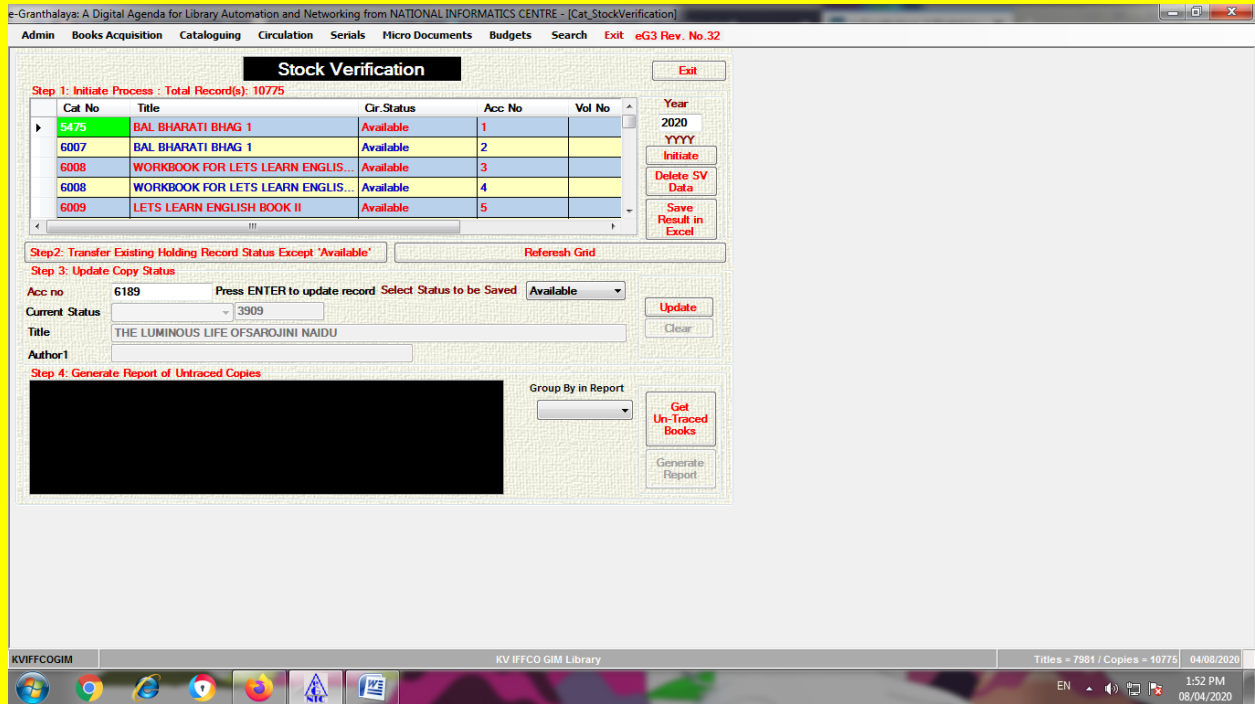 e-Granthalaya: A Digital Agenda for Library Automation and Networking from NATIONAL INFORMATICS CENTRE - [Cat_StockVerification]
Admin Books Acquisition Cataloguing Circulation Serials Micro Documents Budgets Search Exit eG3 Rev. No.32
Stock Verification
Exit
Step 1: Initiate Process : Total Record(s): 10775
Cat No Title Cir.Status Acc No Vol No
5475 BAL BHARATI BHAG 1 Available 1
6007 BAL BHARATI BHAG 1 Available 2
6008 WORKBOOK FOR LETS LEARN ENGLIS... Available 3
6008 WORKBOOK FOR LETS LEARN ENGLIS... Available 4
6009 LETS LEARN ENGLISH BOOK II Available 5
Year
2020
YYYY
Initiate
Delete SV
Data
Save
Result in
Excel
Step2: Transfer Existing Holding Record Status Except 'Available'
Referesh Grid
Step 3: Update Copy Status
Acc no 6189 Press ENTER to update record Select Status to be Saved Available
Current Status 3909
Title THE LUMINOUS LIFE OFSAROJINI NAIDU
Author1
Update
Clear
Step 4: Generate Report of Untraced Copies
Group By in Report
Get
Un-Traced
Books
Generate
Report
KVIFFCOGIM KV IFFCO GIM Library Titles = 7981 / Copies = 10775 04/08/2020
NIC
EN 1:52 PM
08/04/2020